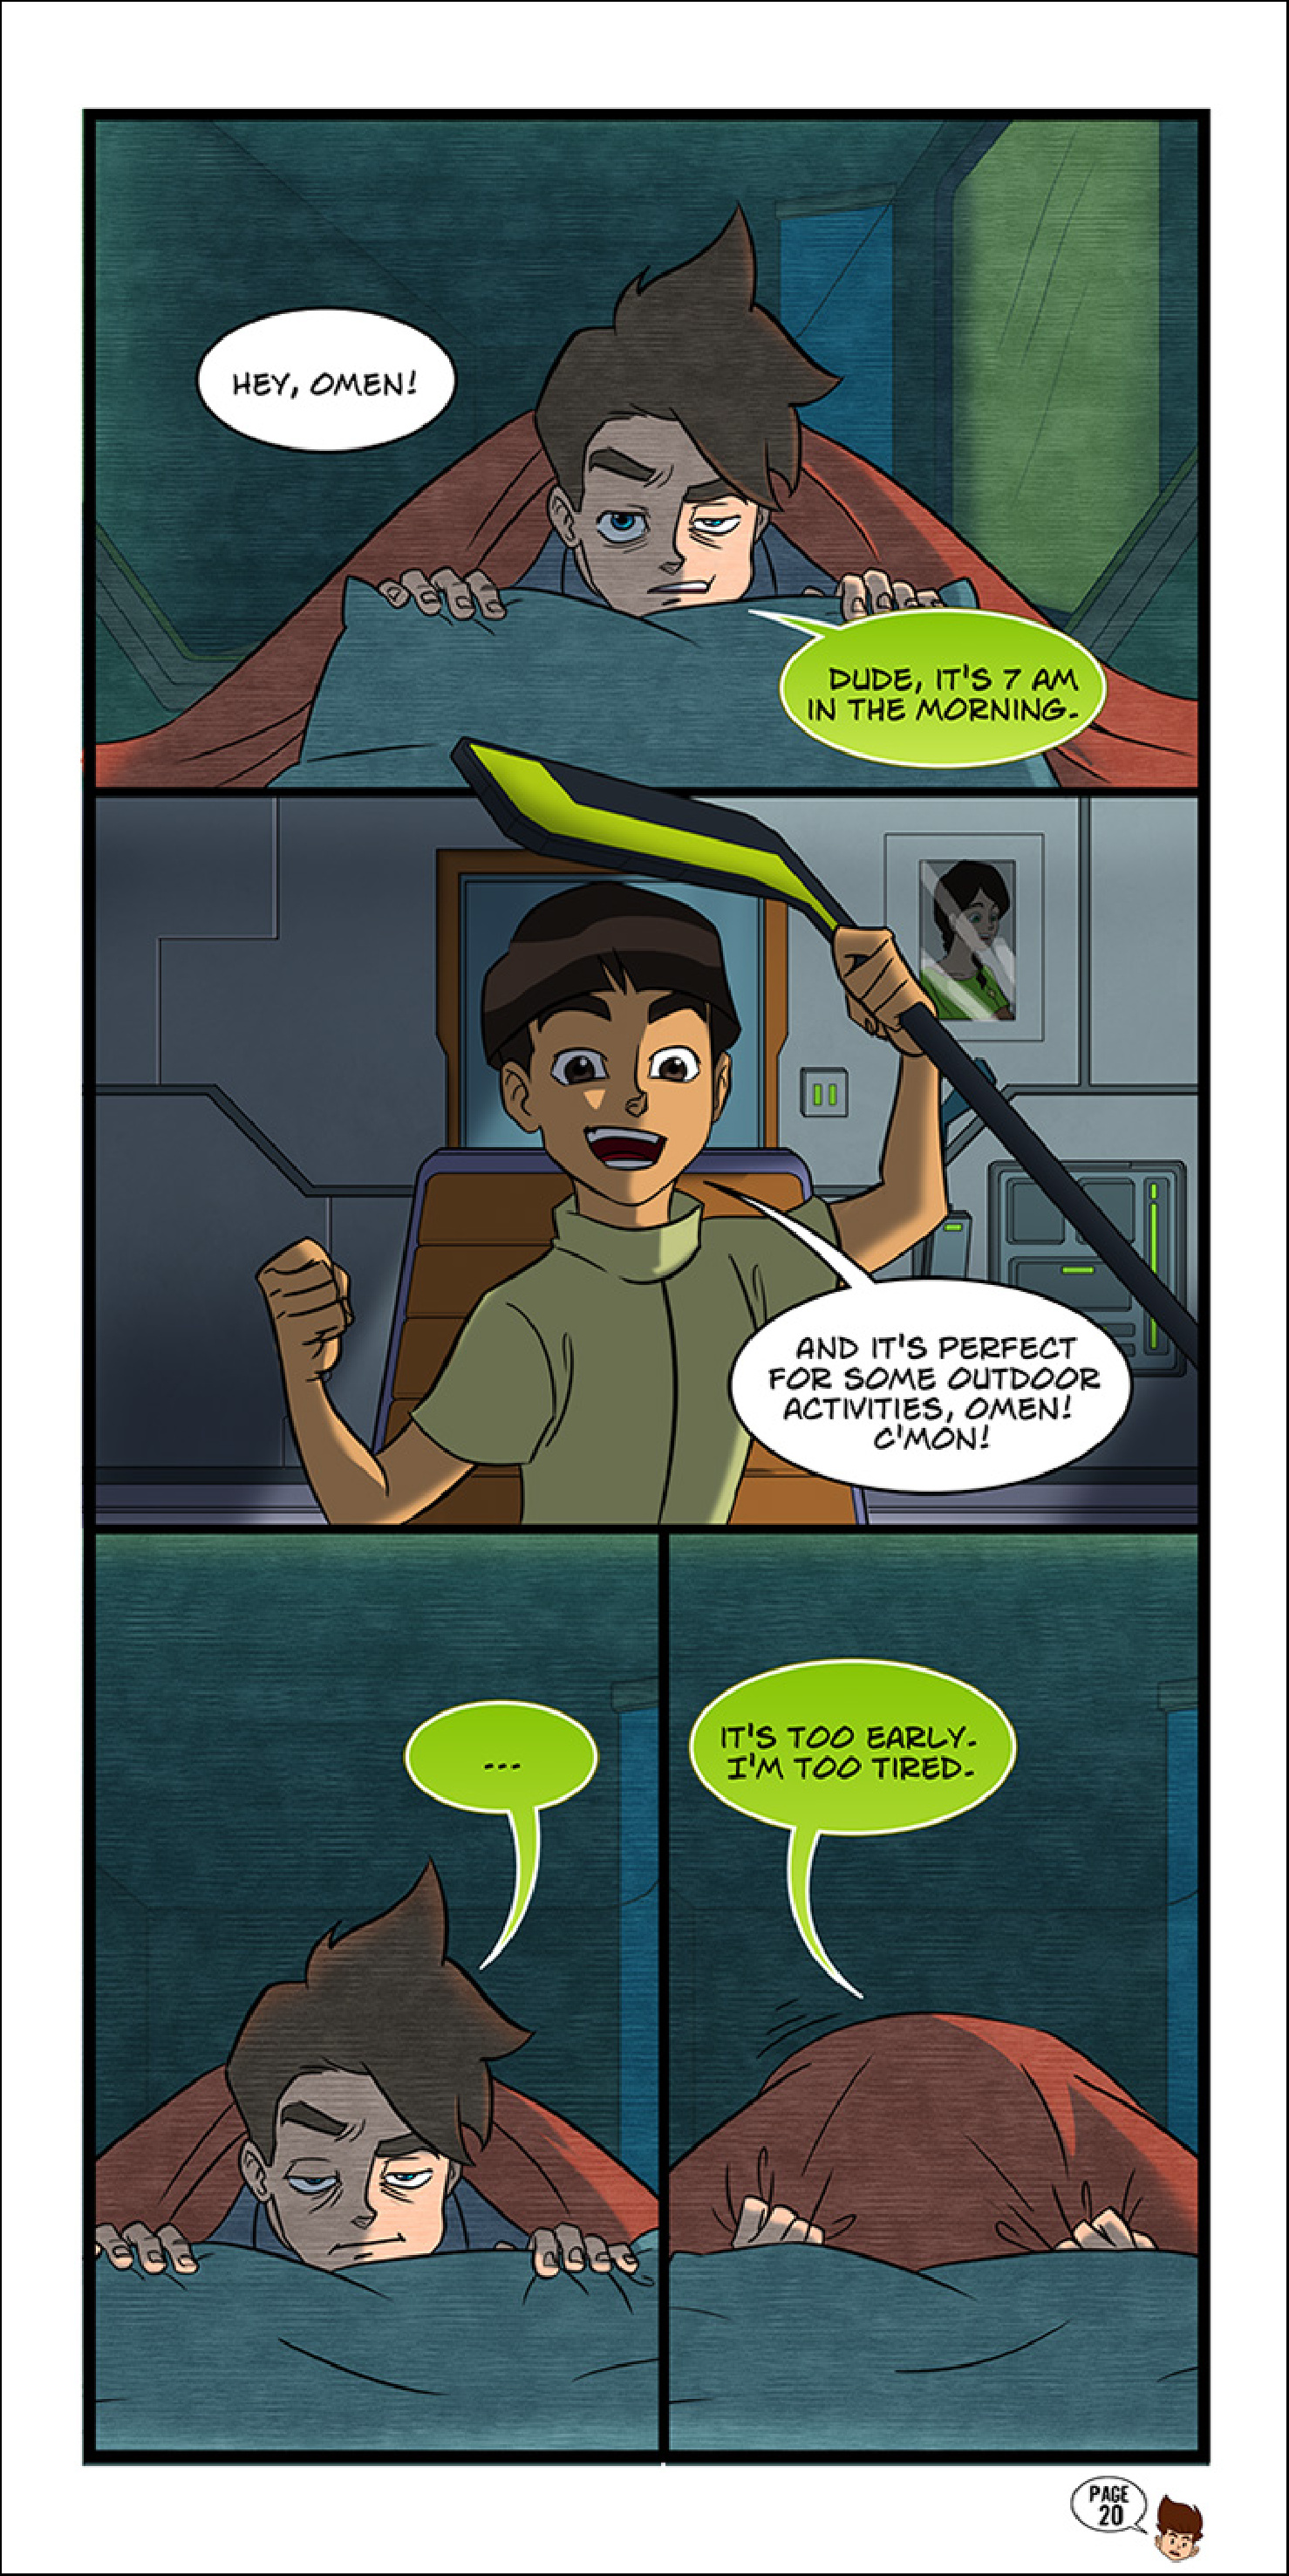 HEY, OMEN!
DUDE, IT'S 7 AM
IN THE MORNING.
AND IT'S PERFECT
FOR SOME OUTDOOR
ACTIVITIES, OMEN!
C'MON!
...
IT'S TOO EARLY.
I'M TOO TIRED.
PAGE
20